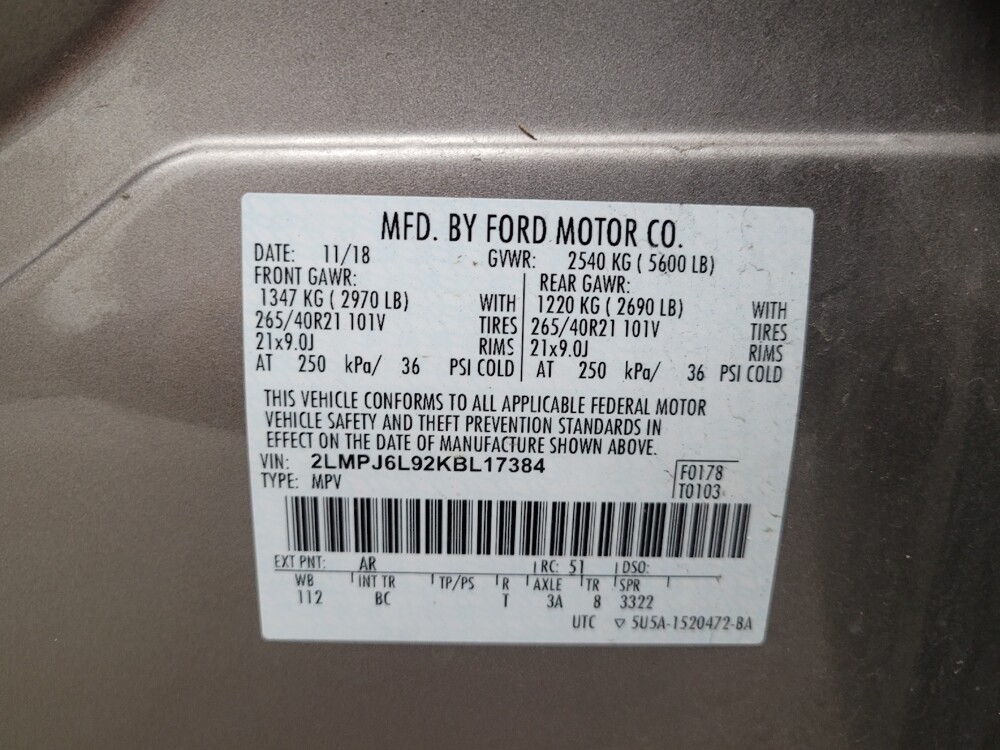 MFD. BY FORD MOTOR CO.
DATE: 11/18 GVWR: 2540 KG ( 5600 LB)
FRONT GAWR: REAR GAWR:
1347 KG ( 2970 LB) WITH 1220 KG ( 2690 LB) WITH
265/40R21 101V TIRES 265/40R21 101V TIRES
21x9.0J RIMS 21x9.0J RIMS
AT 250 kPa/ 36 PSI COLD AT 250 kPa/ 36 PSI COLD
THIS VEHICLE CONFORMS TO ALL APPLICABLE FEDERAL MOTOR
VEHICLE SAFETY AND THEFT PREVENTION STANDARDS IN
EFFECT ON THE DATE OF MANUFACTURE SHOWN ABOVE.
VIN: 2LMPJ6L92KBL17384 F0178
TYPE: MPV T0103
EXT PNT: AR RC: 51 DSO:
WB INT TR TP/PS R AXLE TR SPR
112 BC T 3A 8 3322
UTC ▽ 5U5A-1520472-BA